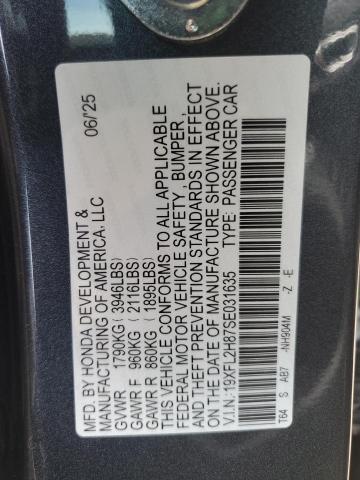 MFD. BY HONDA DEVELOPMENT &
MANUFACTURING OF AMERICA, LLC 06/'25
GVWR 1790KG ( 3946LBS)
GAWR F 960KG ( 2116LBS)
GAWR R 860KG ( 1895LBS)
THIS VEHICLE CONFORMS TO ALL APPLICABLE
FEDERAL MOTOR VEHICLE SAFETY, BUMPER,
AND THEFT PREVENTION STANDARDS IN EFFECT
ON THE DATE OF MANUFACTURE SHOWN ABOVE.
V.I.N.:19XFL2H87SE031635 TYPE: PASSENGER CAR
T64 S AB7 -NH904M -Z -E